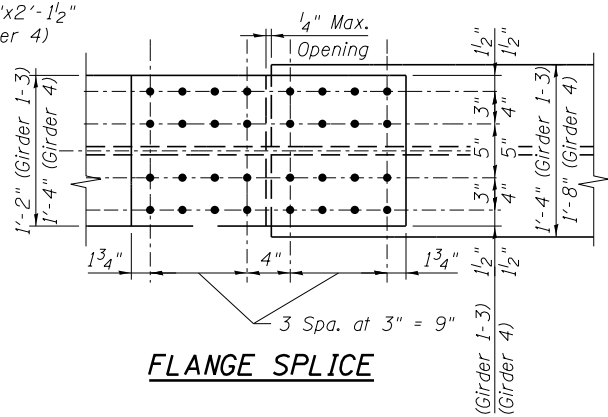 "x2'-1½"
er 4)
¼" Max.
Opening
1½"
1½"
1'-2" (Girder 1-3)
1'-4" (Girder 4)
3"
4"
5"
5"
3"
4"
1'-4" (Girder 1-3)
1'-8" (Girder 4)
1¾"
4"
1¾"
1½"
1½"
3 Spa. at 3" = 9"
(Girder 1-3)
(Girder 4)
FLANGE SPLICE